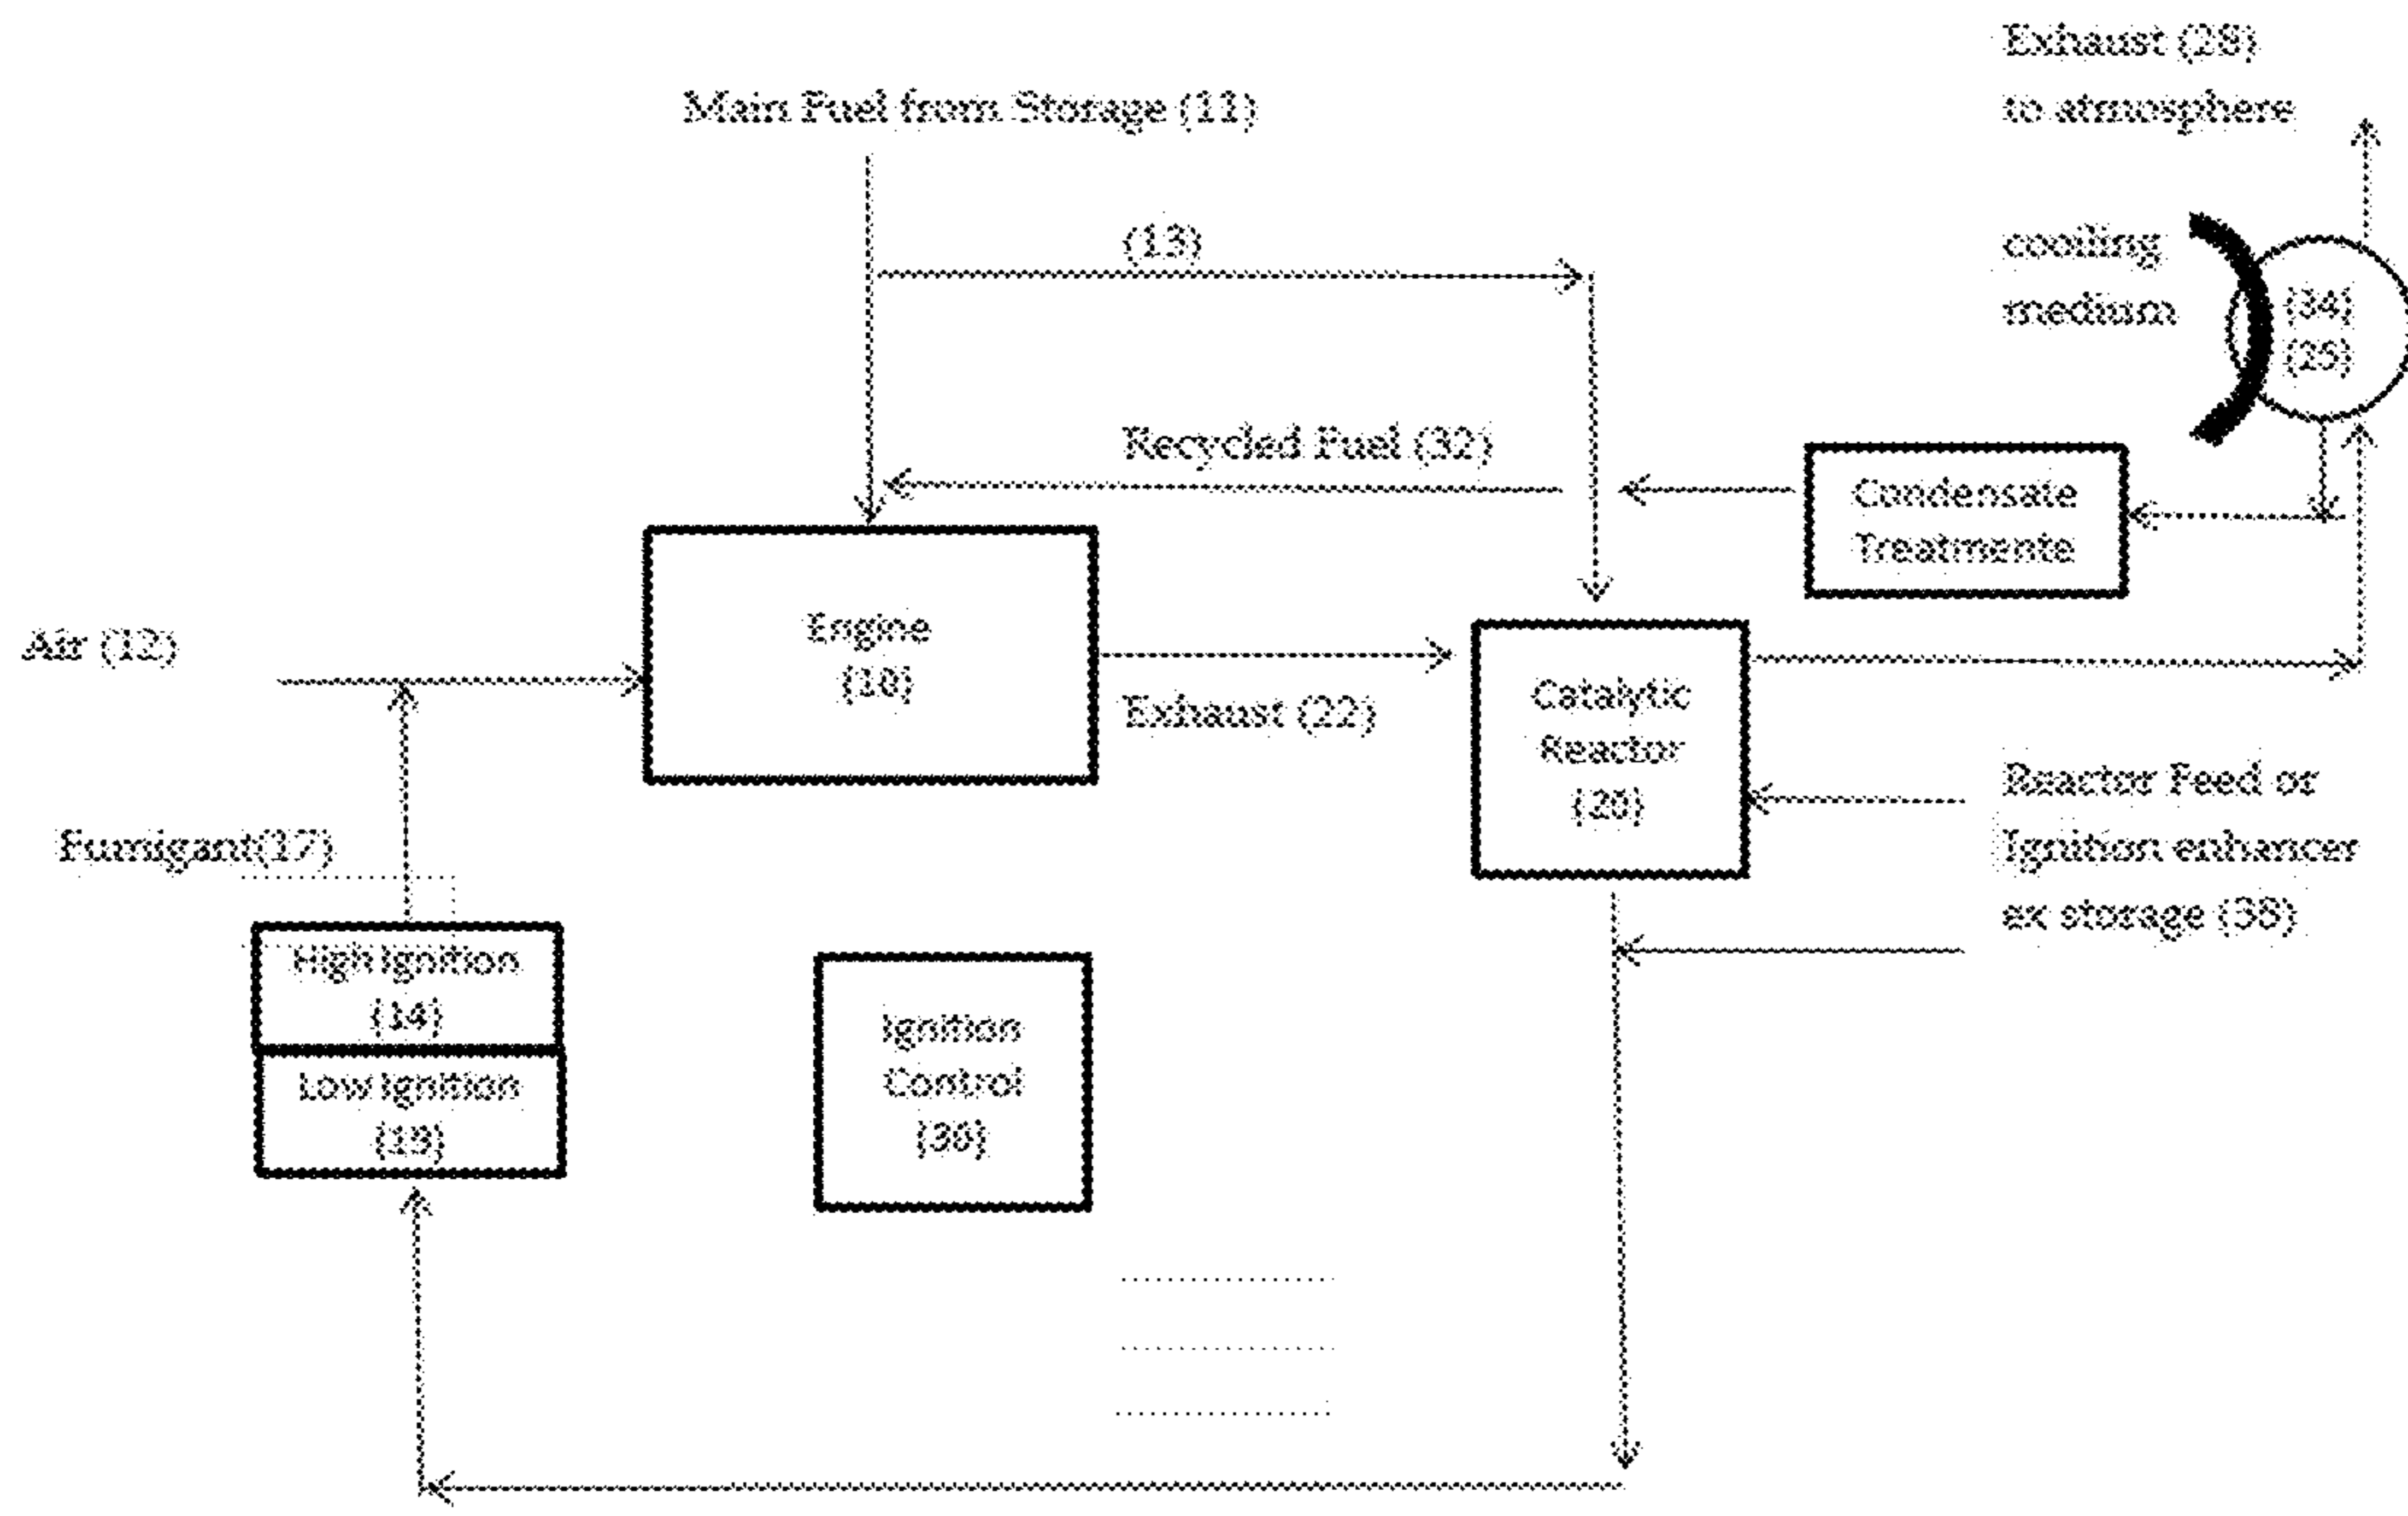 Exhaust (28)
to atmosphere
Main Fuel from Storage (11)
(13)
cooling
medium
(34)
(25)
Recycled Fuel (32)
Condensate
Treatmente
Engine
(10)
Air (12)
Exhaust (22)
Catalytic
Reactor
(20)
Reactor Feed or
Ignition enhancer
ex storage (38)
Fumigant(17)
High Ignition
(14)
Low Ignition
(15)
Ignition
Control
(30)